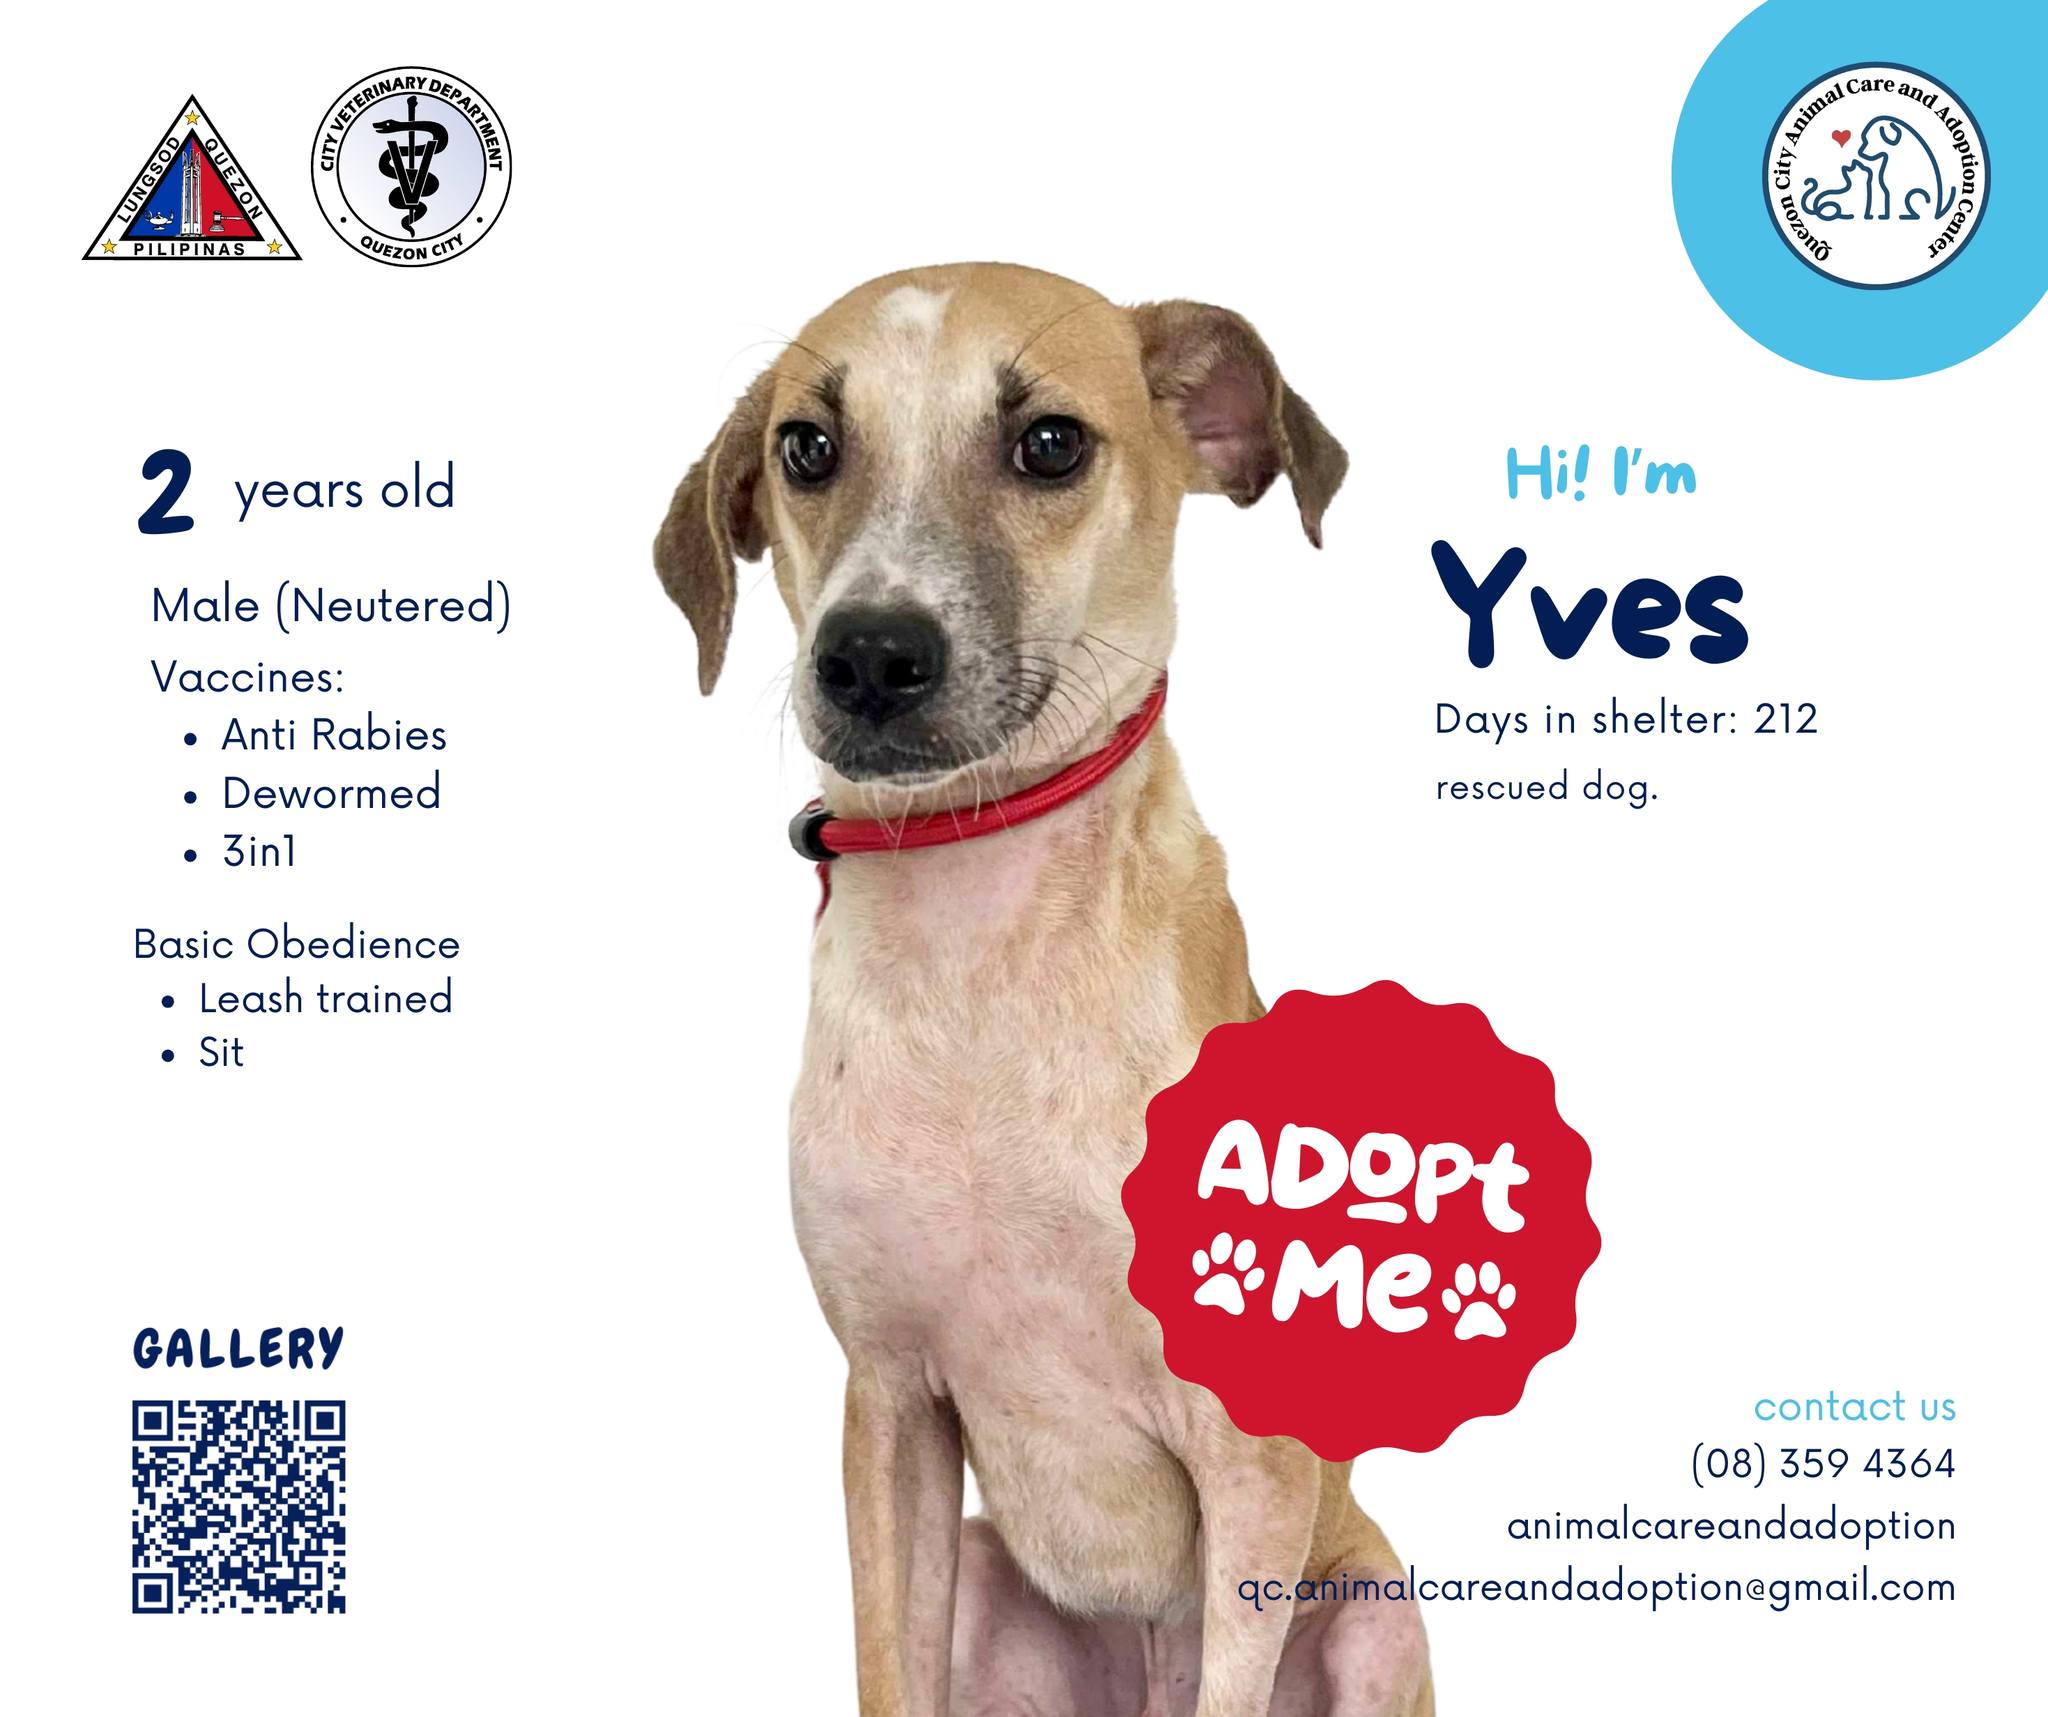 LUNGSOD QUEZON
PILIPINAS
CITY VETERINARY DEPARTMENT
QUEZON CITY
Quezon City Animal Care and Adoption Center
2 years old
Male (Neutered)
Vaccines:
• Anti Rabies
• Dewormed
• 3in1
Basic Obedience
• Leash trained
• Sit
GALLERY
Hi! I'm
Yves
Days in shelter: 212
rescued dog.
ADOPt
Me
contact us
(08) 359 4364
animalcareandadoption
qc.animalcareandadoption@gmail.com